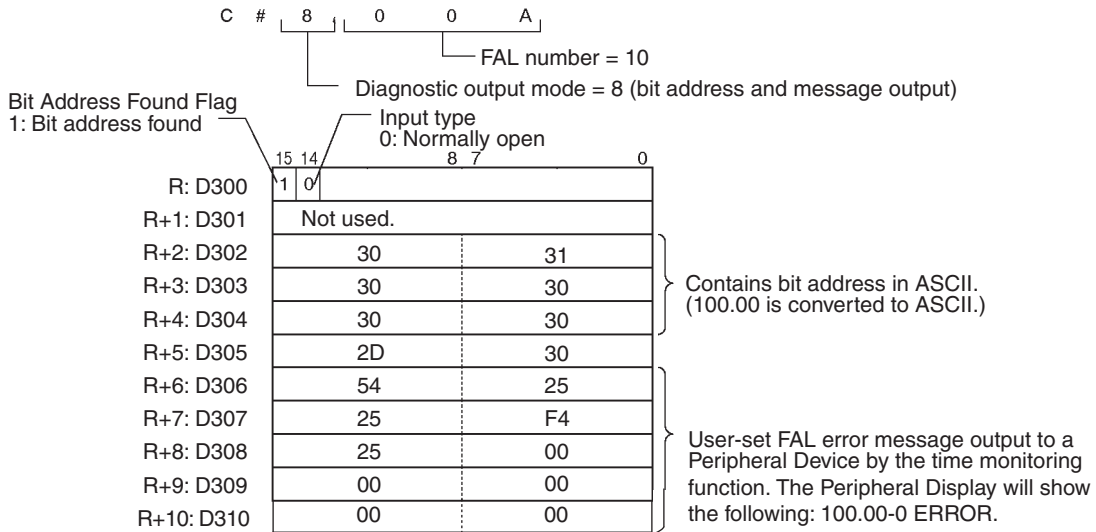 C # 8, 0 0 A
FAL number = 10
Diagnostic output mode = 8 (bit address and message output)
Bit Address Found Flag
1: Bit address found
Input type
0: Normally open
15 14 8 7 0
R: D300 1 0
R+1: D301 Not used.
R+2: D302 30 31
R+3: D303 30 30
R+4: D304 30 30
Contains bit address in ASCII.
(100.00 is converted to ASCII.)
R+5: D305 2D 30
R+6: D306 54 25
R+7: D307 25 F4
R+8: D308 25 00
R+9: D309 00 00
R+10: D310 00 00
User-set FAL error message output to a
Peripheral Device by the time monitoring
function. The Peripheral Display will show
the following: 100.00-0 ERROR.